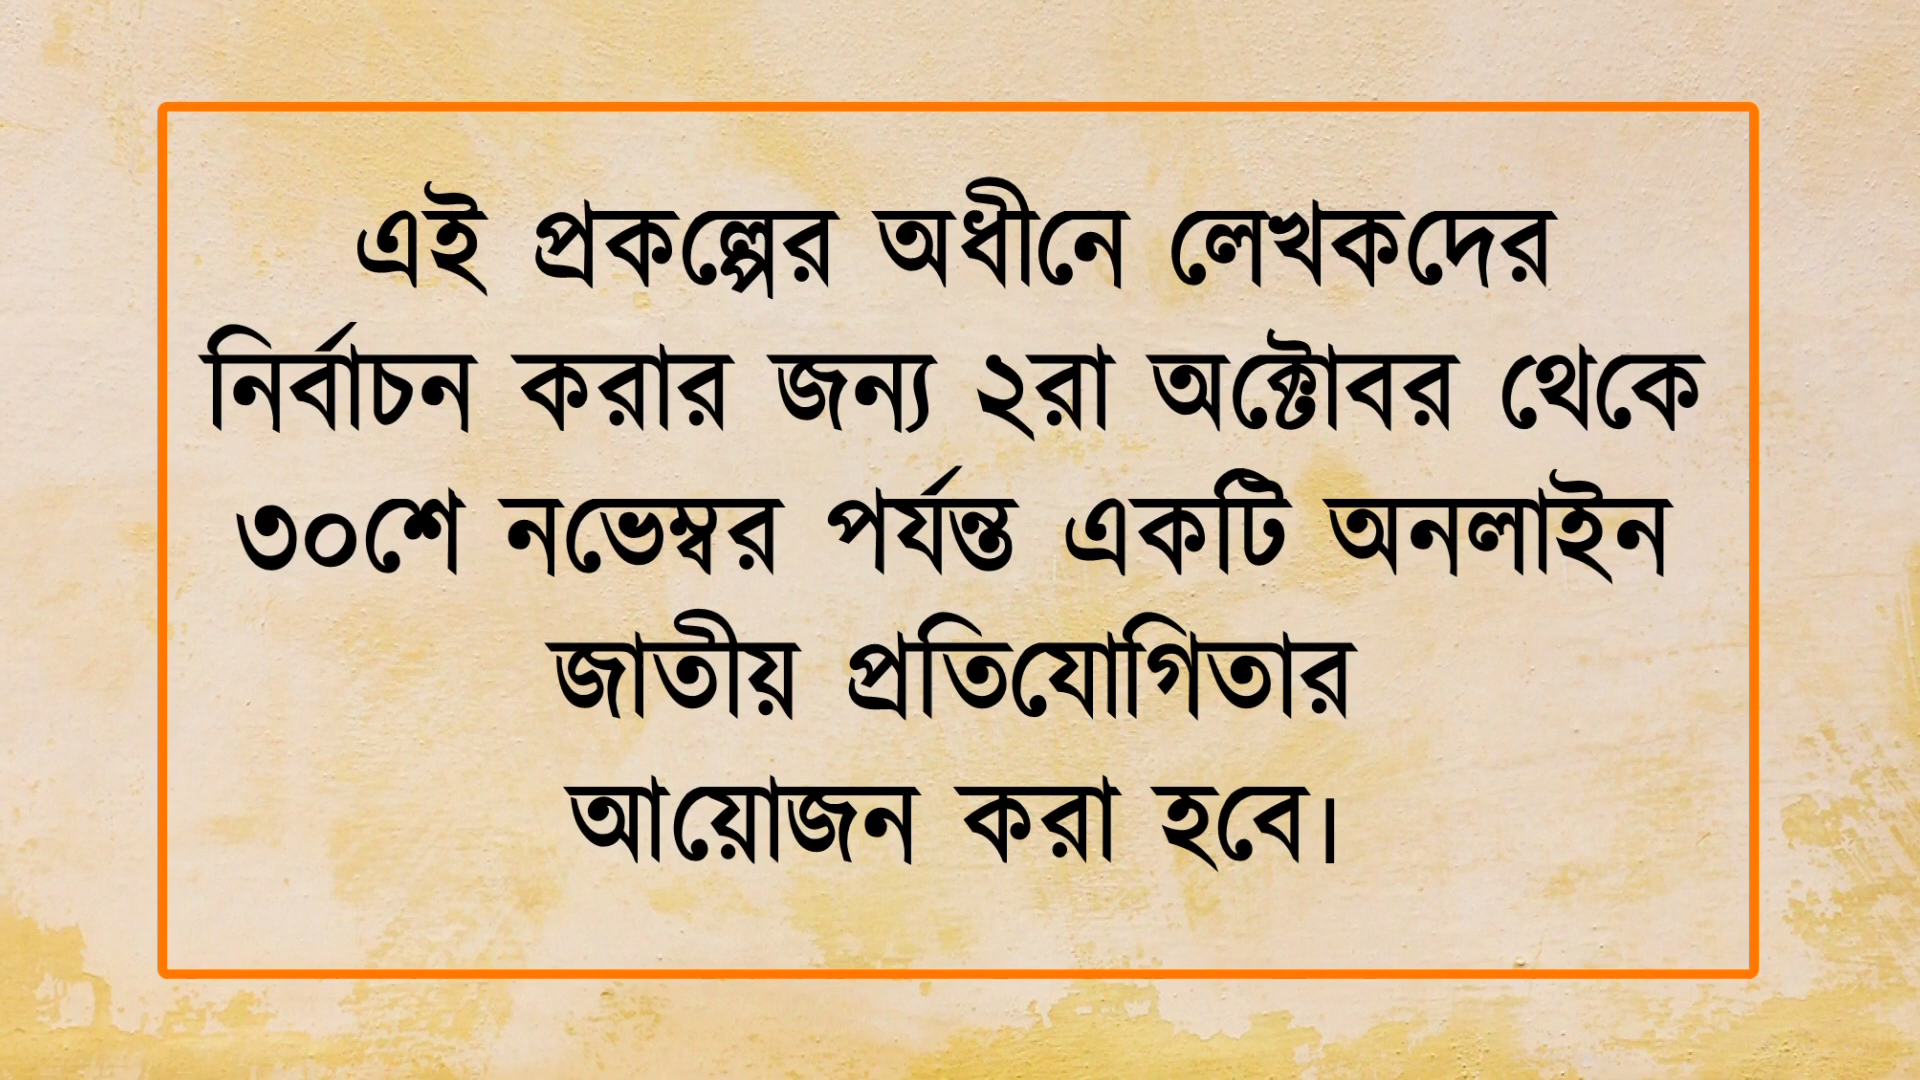 এই প্রকল্পের অধীনে লেখকদের
নির্বাচন করার জন্য ২রা অক্টোবর থেকে
৩০শে নভেম্বর পর্যন্ত একটি অনলাইন
জাতীয় প্রতিযোগিতার
আয়োজন করা হবে।